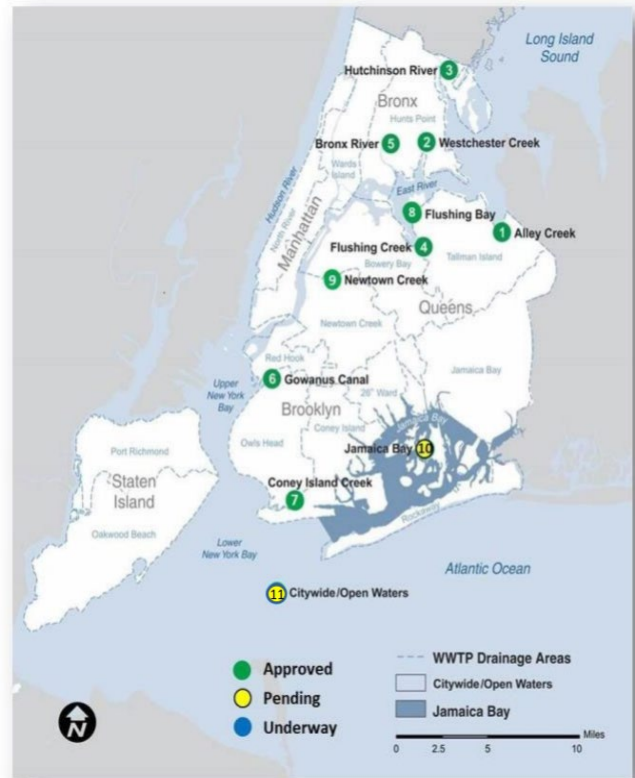 Long Island
Sound
Hutchinson River
3
Bronx
Hunts Point
Bronx River
5
2
Westchester Creek
Wards
Island
East River
Hudson River
North River
Manhattan
8
Flushing Bay
1
Alley Creek
Flushing Creek
4
Tallman Island
Bowery Bay
9
Newtown Creek
Queens
Newtown Creek
Red Hook
Jamaica Bay
6
Gowanus Canal
Upper
New York
Bay
26th Ward
Brooklyn
Coney Island
Jamaica Bay
Owls Head
Jamaica Bay
10
Port Richmond
Staten
Island
Coney Island Creek
7
Rockaway
Oakwood Beach
Lower
New York Bay
Atlantic Ocean
11
Citywide/Open Waters
Approved
Pending
Underway
WWTP Drainage Areas
Citywide/Open Waters
Jamaica Bay
N
Miles
0 2.5 5 10